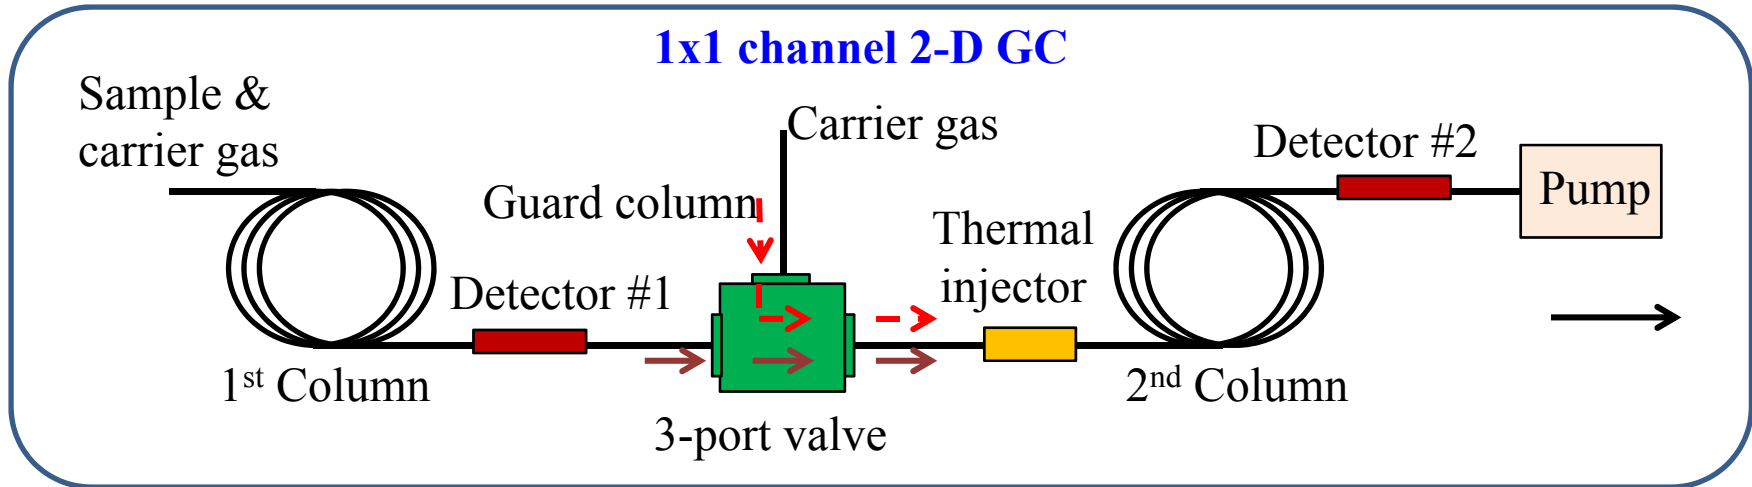 1x1 channel 2-D GC
Sample &
carrier gas
Carrier gas
Detector #2
Pump
Guard column
Thermal
injector
Detector #1
1st Column
2nd Column
3-port valve